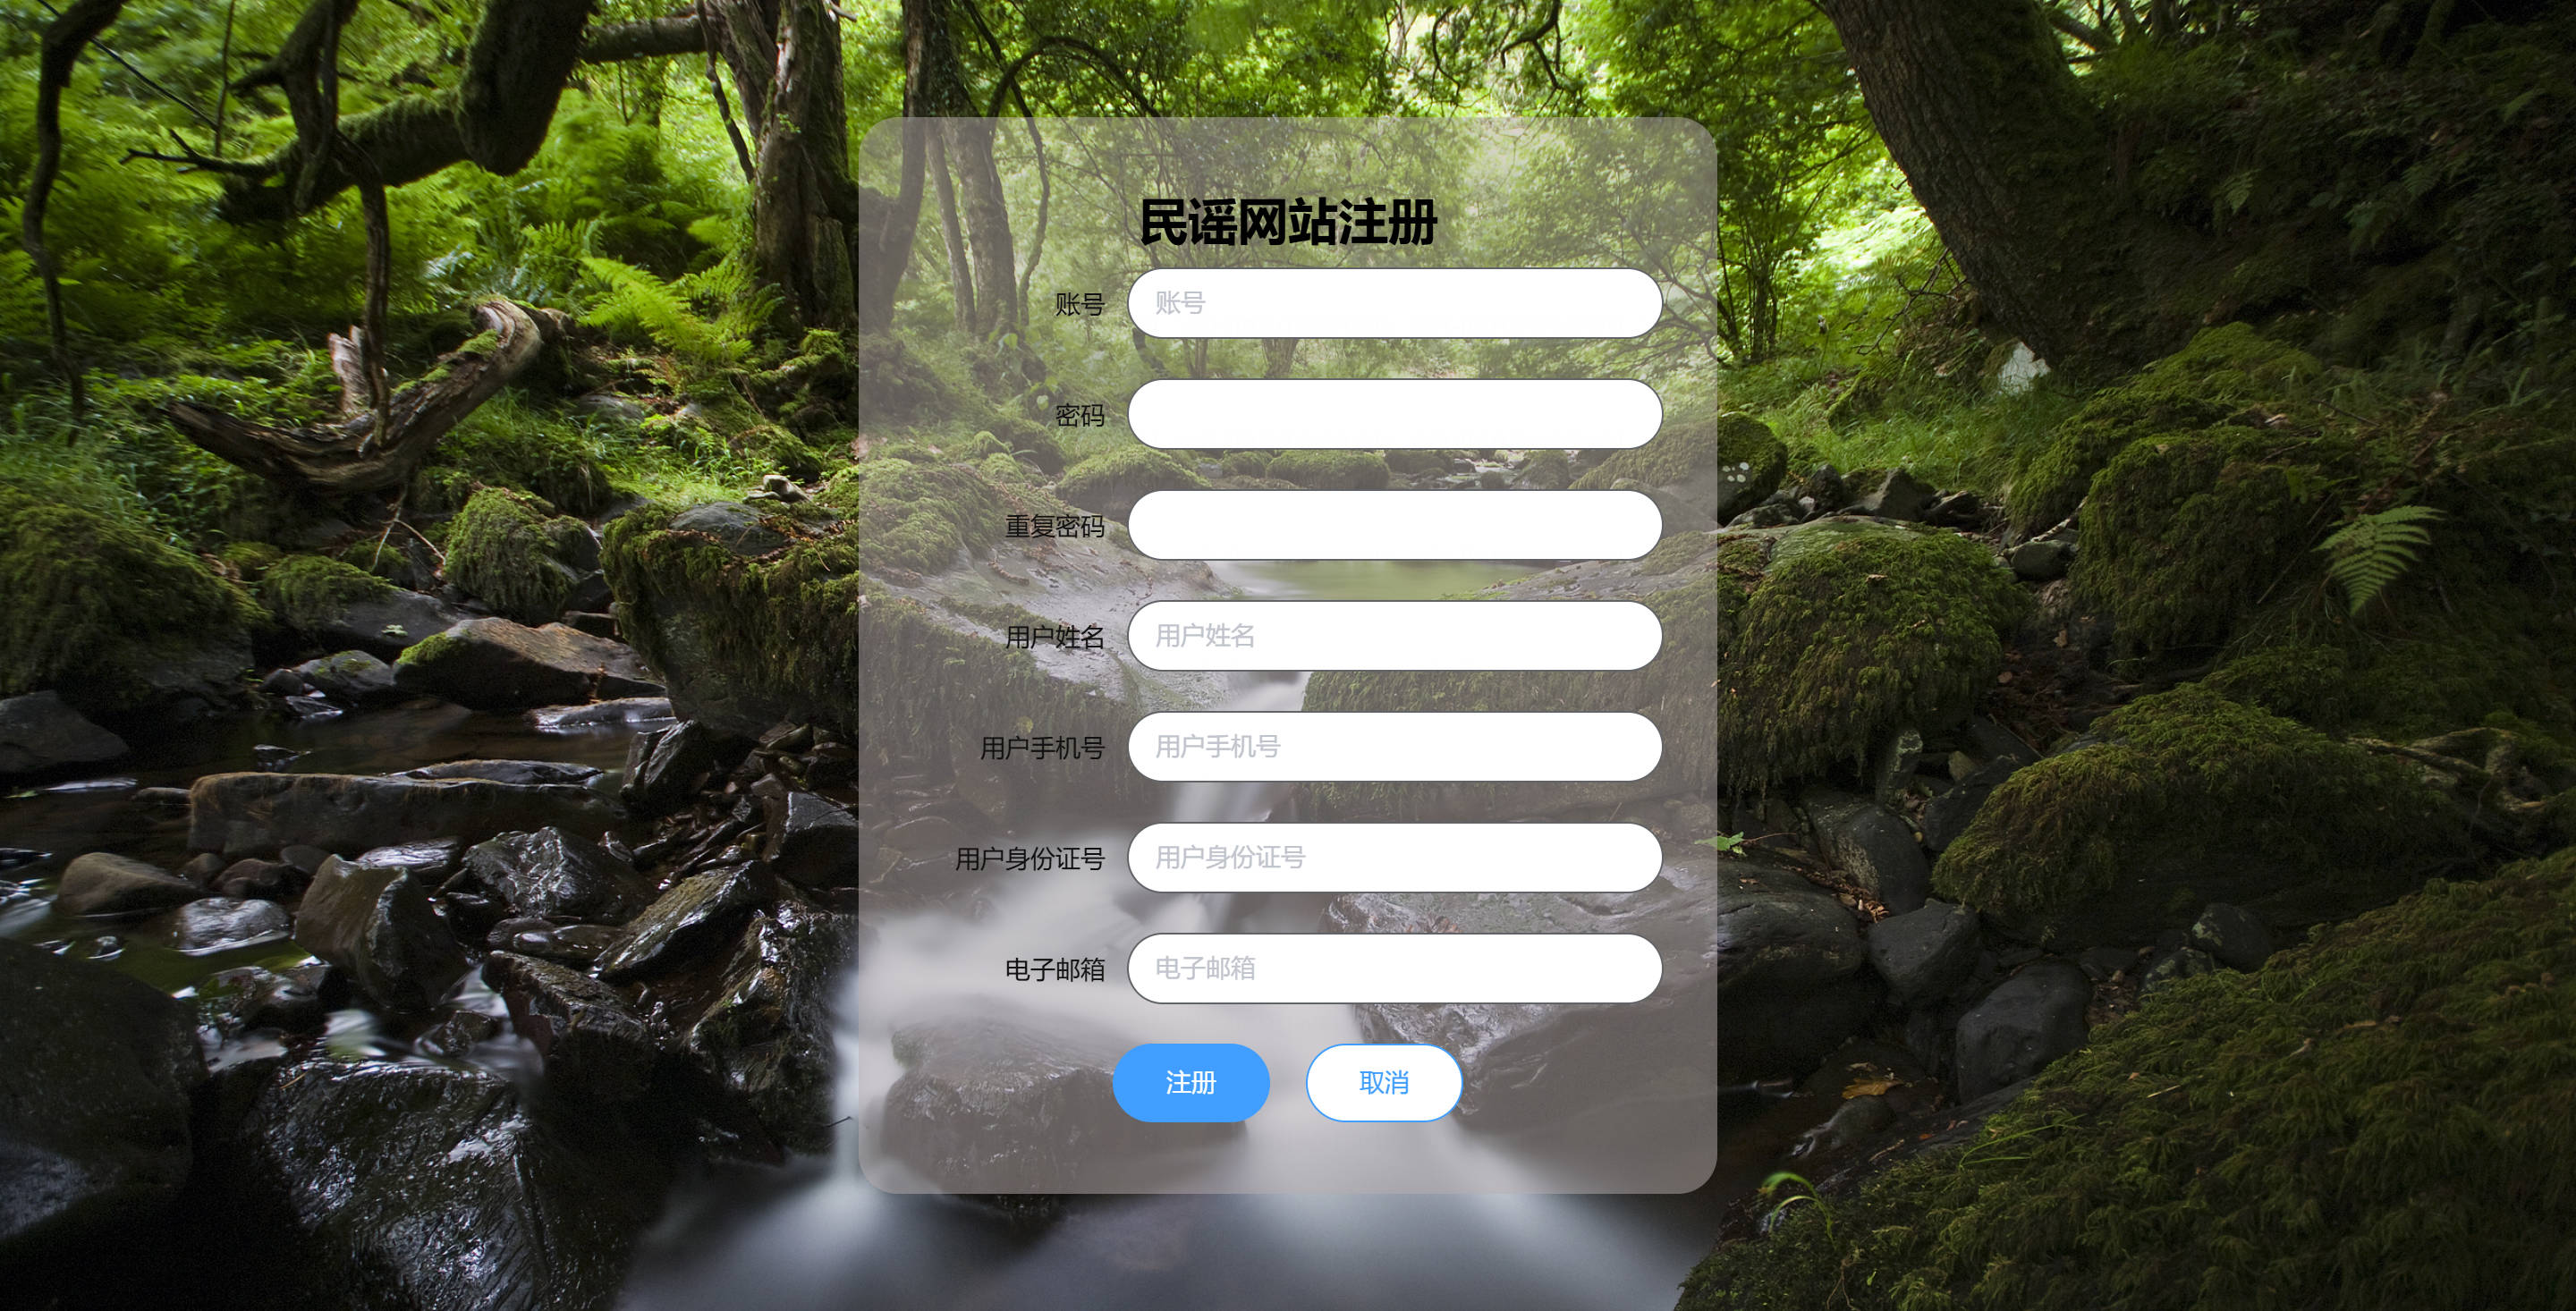 民谣网站注册
账号 账号
密码
重复密码
用户姓名 用户姓名
用户手机号 用户手机号
用户身份证号 用户身份证号
电子邮箱 电子邮箱
注册 取消